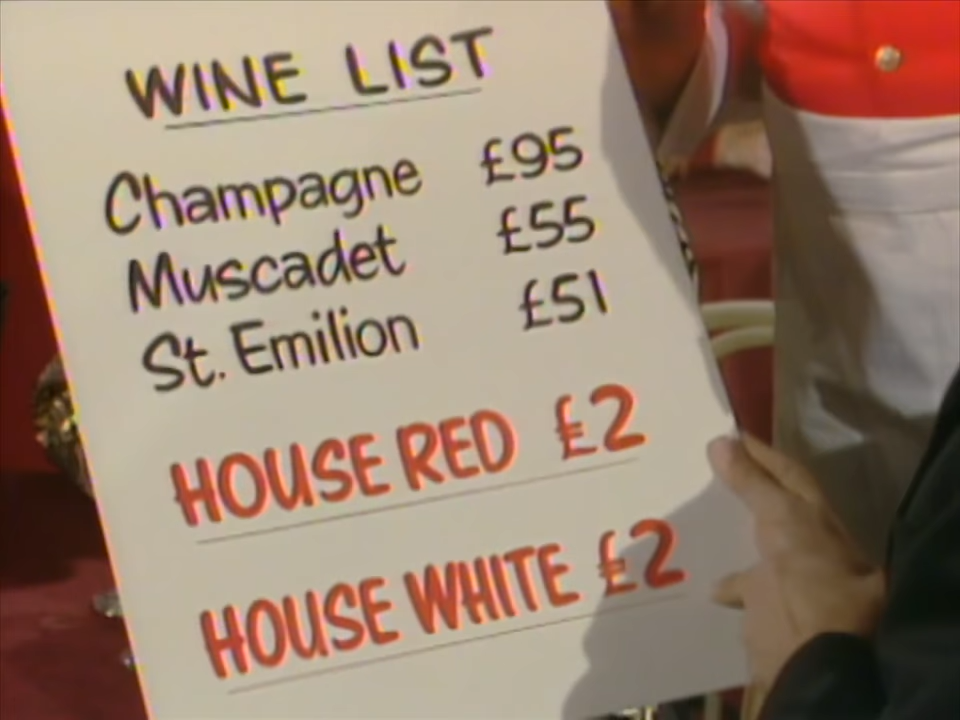 WINE LIST
Champagne £95
Muscadet £55
St. Emilion £51
HOUSE RED £2
HOUSE WHITE £2